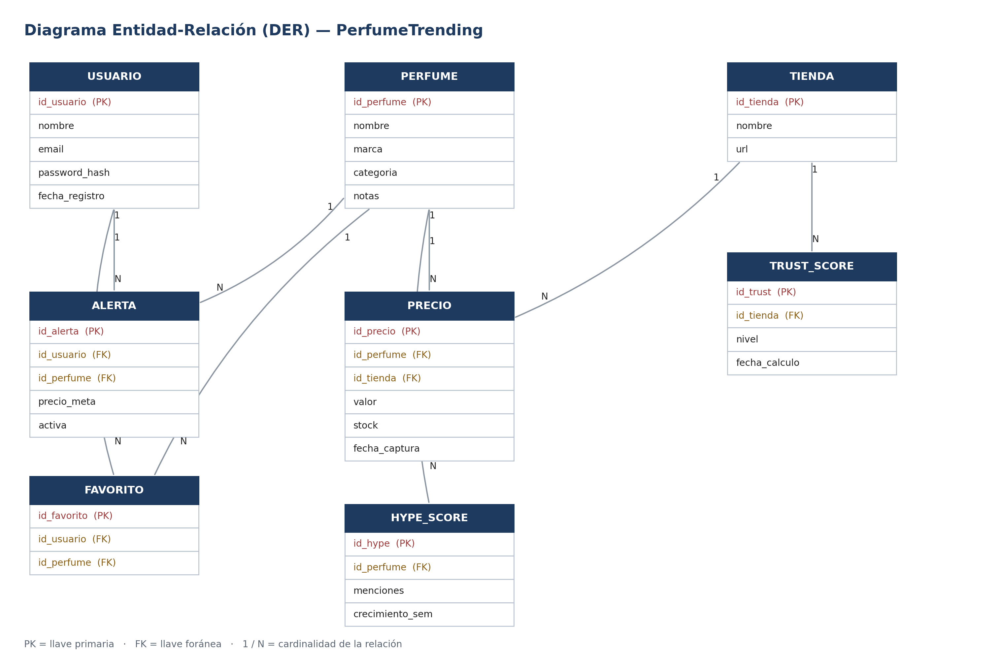 Diagrama Entidad-Relación (DER) — PerfumeTrending
USUARIO
id_usuario (PK)
nombre
email
password_hash
fecha_registro
PERFUME
id_perfume (PK)
nombre
marca
categoria
notas
TIENDA
id_tienda (PK)
nombre
url
1
1
N
1
N
1
1
1
N
1
N
1
N
ALERTA
id_alerta (PK)
id_usuario (FK)
id_perfume (FK)
precio_meta
activa
N
N
PRECIO
id_precio (PK)
id_perfume (FK)
id_tienda (FK)
valor
stock
fecha_captura
N
TRUST_SCORE
id_trust (PK)
id_tienda (FK)
nivel
fecha_calculo
FAVORITO
id_favorito (PK)
id_usuario (FK)
id_perfume (FK)
HYPE_SCORE
id_hype (PK)
id_perfume (FK)
menciones
crecimiento_sem
PK = llave primaria · FK = llave foránea · 1 / N = cardinalidad de la relación